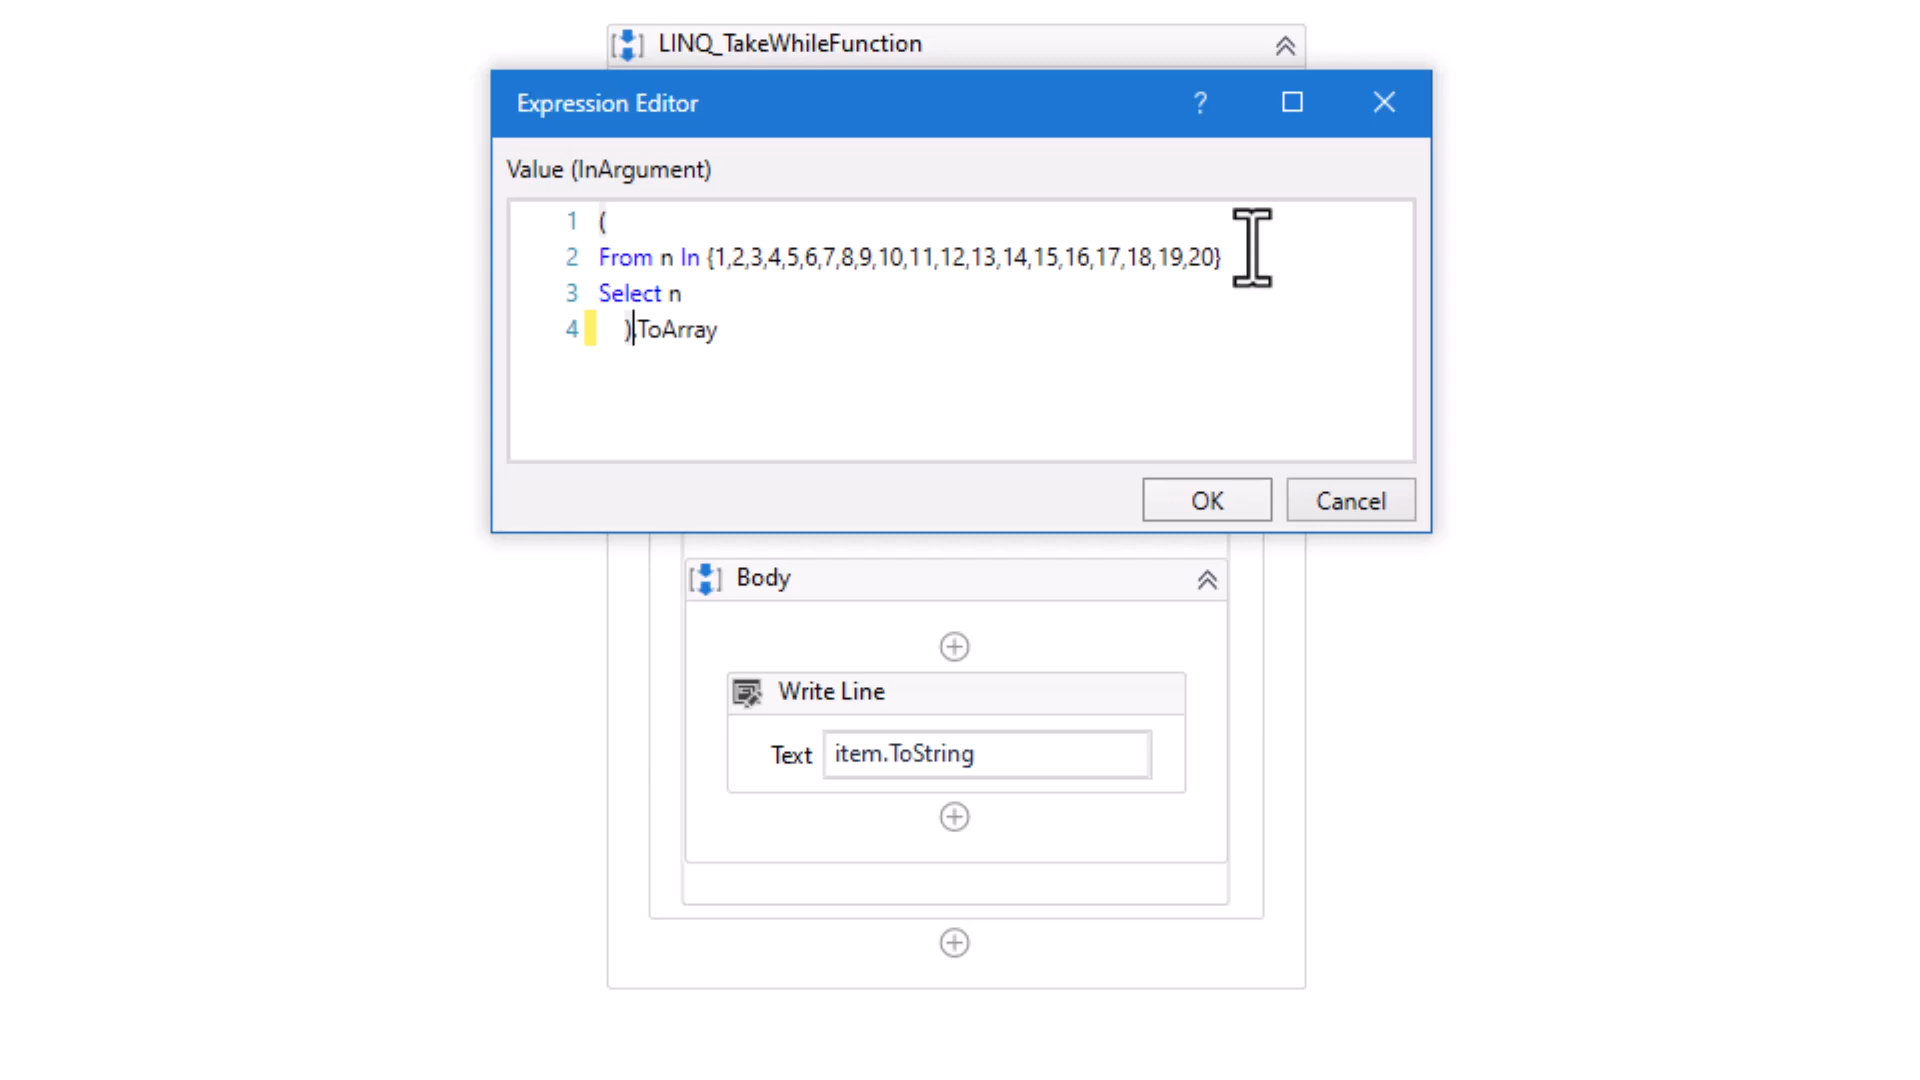 LINQ_TakeWhileFunction
Expression Editor
?
Value (InArgument)
1 (
2 From n In {1,2,3,4,5,6,7,8,9,10,11,12,13,14,15,16,17,18,19,20}
3 Select n
4 ).ToArray
OK Cancel
Body
Write Line
Text item.ToString